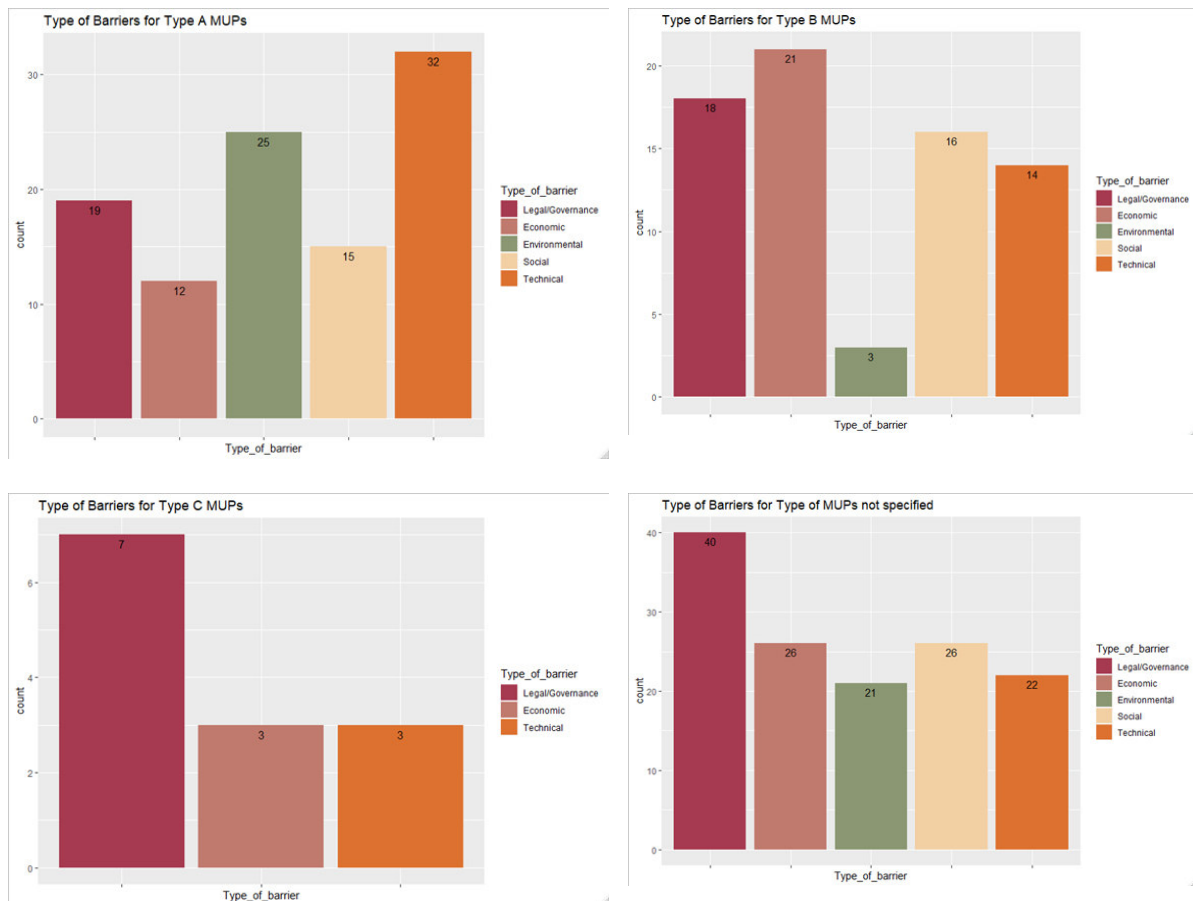 Type of Barriers for Type A MUPs
30
20
10
0
count
19
12
25
15
32
Type_of_barrier
Type_of_barrier
Legal/Governance
Economic
Environmental
Social
Technical
Type of Barriers for Type B MUPs
20
15
10
5
0
count
18
21
3
16
14
Type_of_barrier
Type_of_barrier
Legal/Governance
Economic
Environmental
Social
Technical
Type of Barriers for Type C MUPs
6
4
2
0
count
7
3
3
Type_of_barrier
Type_of_barrier
Legal/Governance
Economic
Technical
Type of Barriers for Type of MUPs not specified
40
30
20
10
0
count
40
26
21
26
22
Type_of_barrier
Type_of_barrier
Legal/Governance
Economic
Environmental
Social
Technical